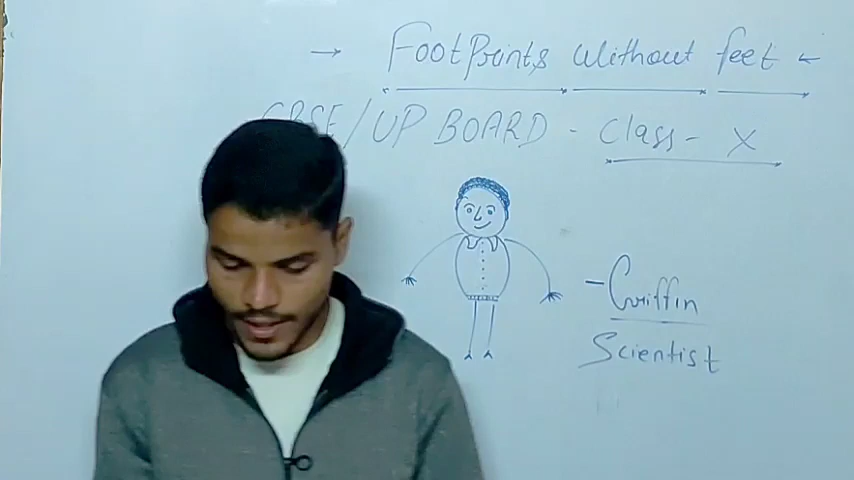 → FootPrints Without feet ←
CBSE/UP BOARD - Class - X
- Griffin
Scientist